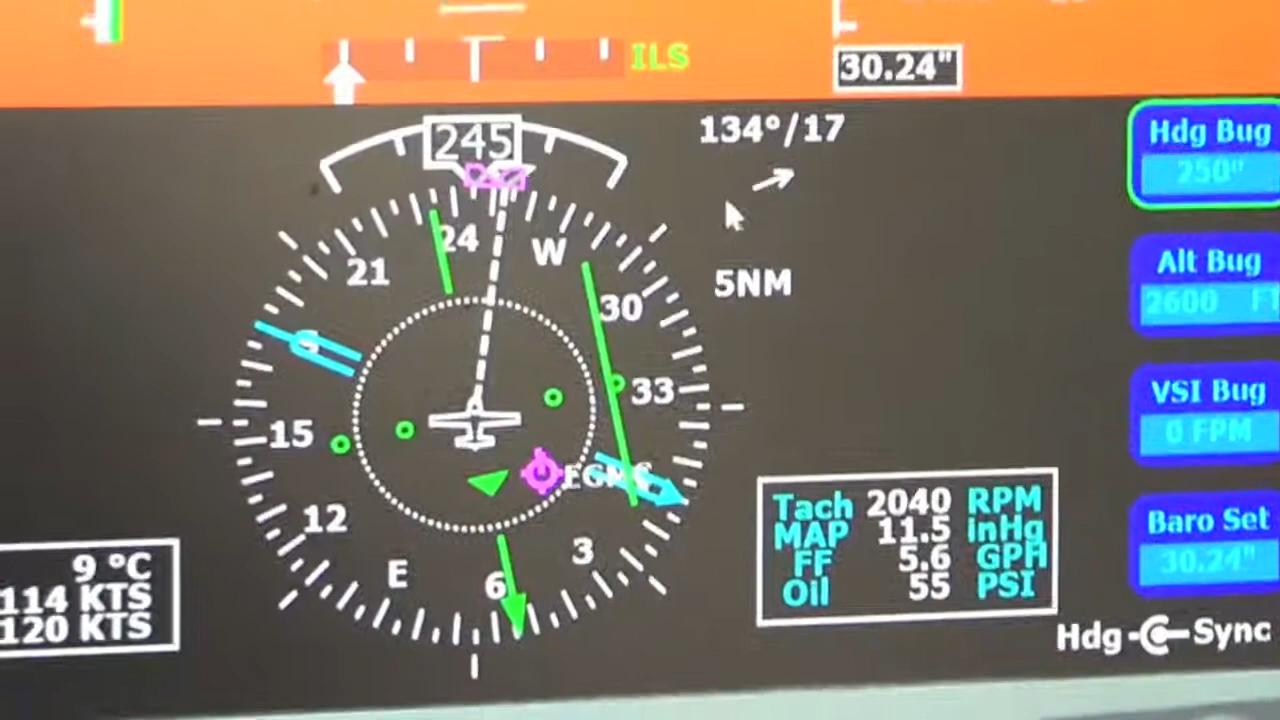 ILS
30.24"
245
134°/17
Hdg Bug
250°
24
W
21
Alt Bug
2600 FT
5NM
30
S
33
VSI Bug
0 FPM
15
12
3
E
6
Tach 2040 RPM
MAP 11.5 inHg
FF 5.6 GPH
Oil 55 PSI
Baro Set
30.24"
9 °C
114 KTS
120 KTS
Hdg Sync